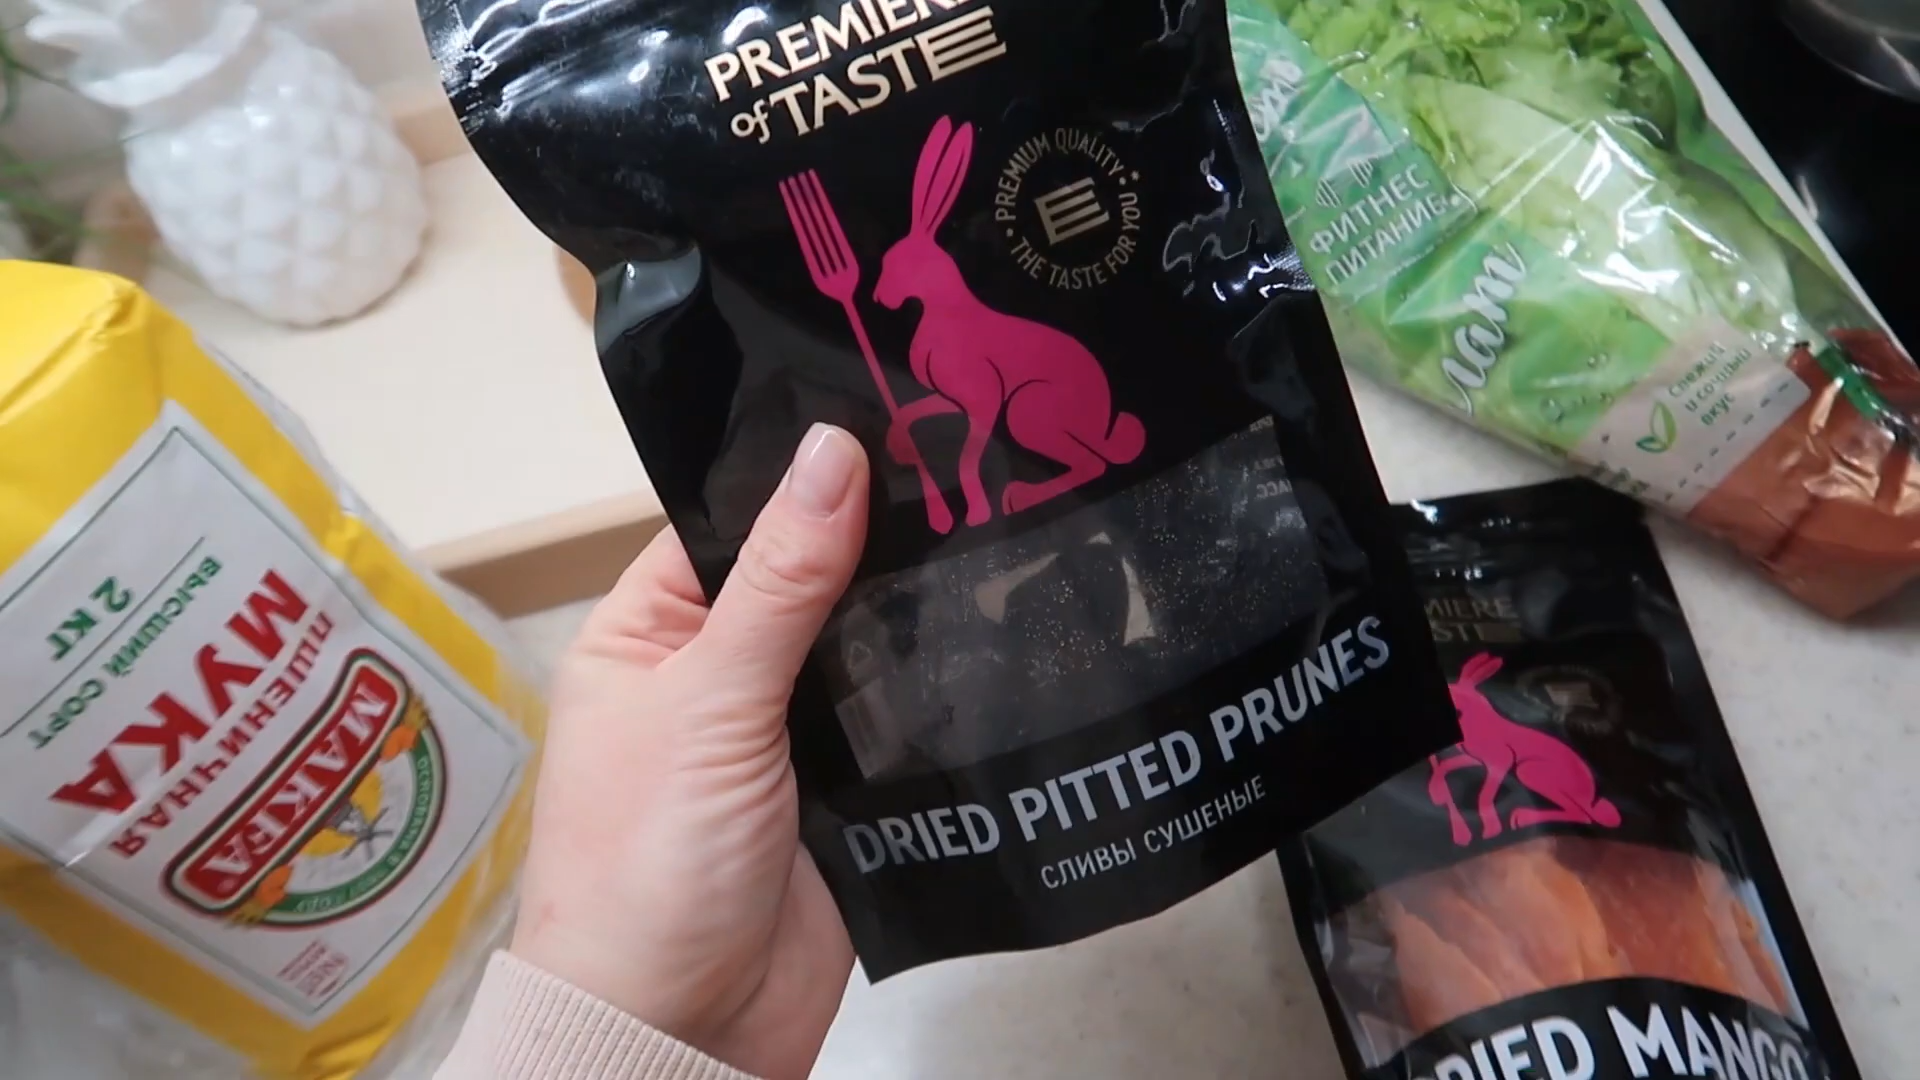 PREMIERE
of TASTE
PREMIUM QUALITY
THE TASTE FOR YOU
DRIED PITTED PRUNES
СЛИВЫ СУШЕНЫЕ
ФИТНЕС
ПИТАНИЕ
свежий
и сочный
вкус
МАКФА
ПШЕНИЧНАЯ
МУКА
ВЫСШИЙ СОРТ
2 КГ
DRIED MANGO